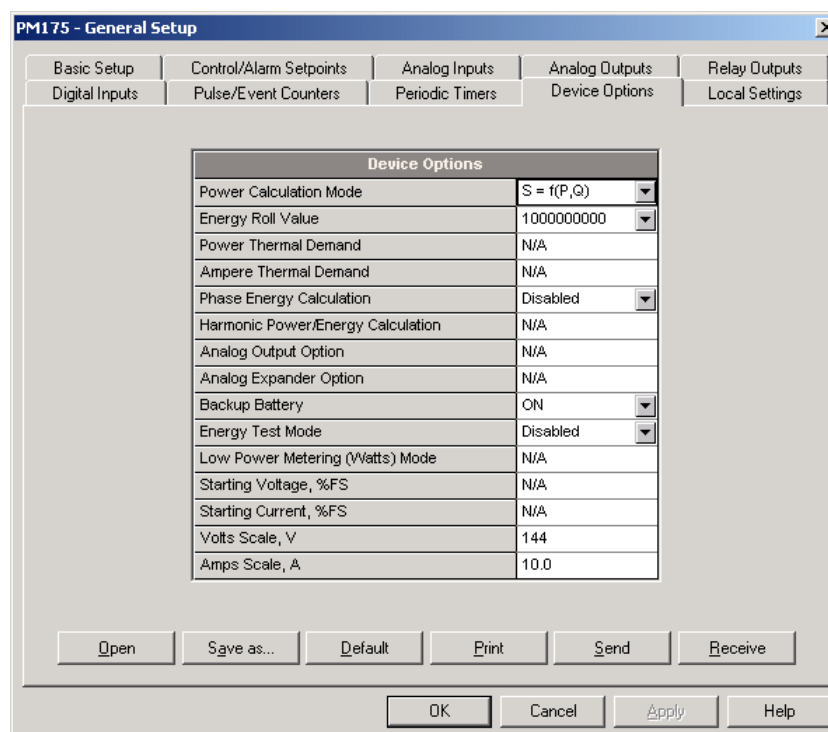 PM175 - General Setup
Basic Setup Control/Alarm Setpoints Analog Inputs Analog Outputs Relay Outputs
Digital Inputs Pulse/Event Counters Periodic Timers Device Options Local Settings
Device Options
Power Calculation Mode S = f(P,Q)
Energy Roll Value 1000000000
Power Thermal Demand N/A
Ampere Thermal Demand N/A
Phase Energy Calculation Disabled
Harmonic Power/Energy Calculation N/A
Analog Output Option N/A
Analog Expander Option N/A
Backup Battery ON
Energy Test Mode Disabled
Low Power Metering (Watts) Mode N/A
Starting Voltage, %FS N/A
Starting Current, %FS N/A
Volts Scale, V 144
Amps Scale, A 10.0
Open Save as... Default Print Send Receive
OK Cancel Apply Help